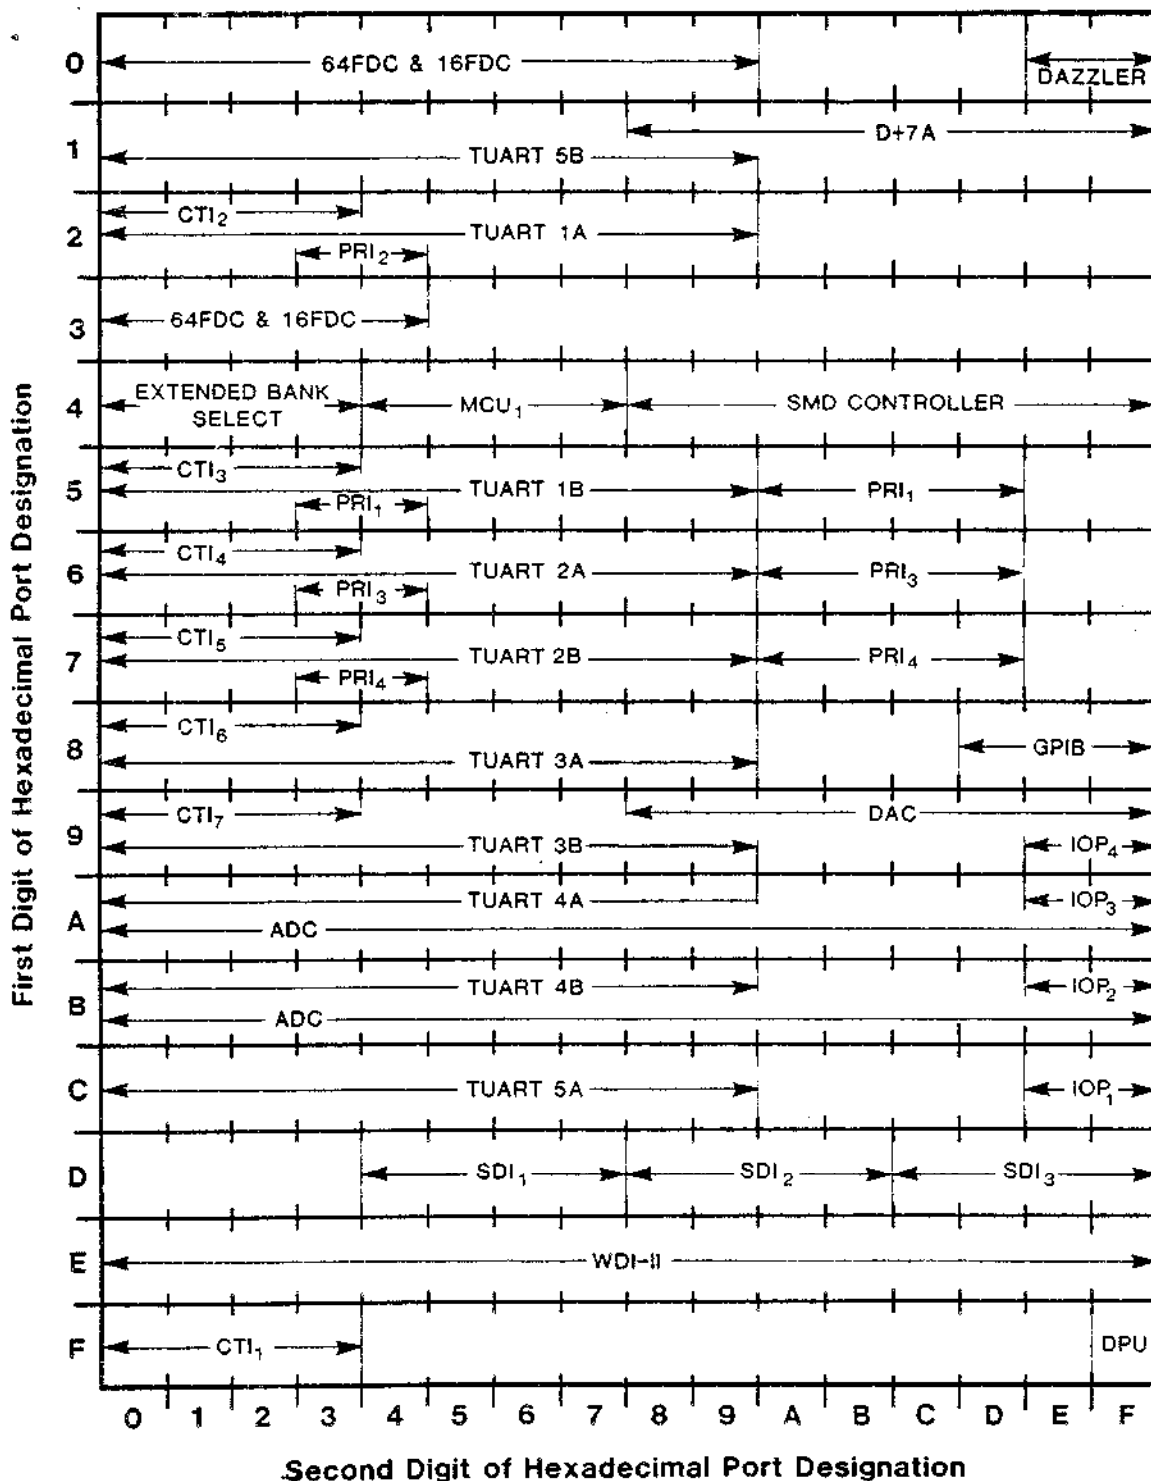 0 64FDC & 16FDC DAZZLER
D+7A
1 TUART 5B
CTI2
2 TUART 1A
PRI2
3 64FDC & 16FDC
4 EXTENDED BANK SELECT MCU1 SMD CONTROLLER
CTI3
5 TUART 1B PRI1
PRI1
CTI4
6 TUART 2A PRI3
PRI3
CTI5
7 TUART 2B PRI4
PRI4
CTI6
8 GPIB
TUART 3A
CTI7 DAC
9 TUART 3B IOP4
TUART 4A IOP3
A ADC
TUART 4B IOP2
B ADC
C TUART 5A IOP1
D SDI1 SDI2 SDI3
E WDI-II
F CTI1 DPU
0 1 2 3 4 5 6 7 8 9 A B C D E F
First Digit of Hexadecimal Port Designation
Second Digit of Hexadecimal Port Designation